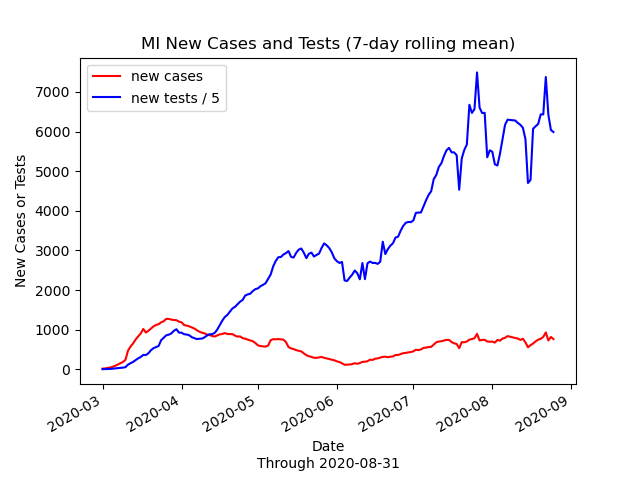 MI New Cases and Tests (7-day rolling mean)
new cases
new tests / 5
7000
6000
5000
4000
3000
2000
1000
0
New Cases or Tests
2020-03
2020-04
2020-05
2020-06
2020-07
2020-08
2020-09
Date
Through 2020-08-31